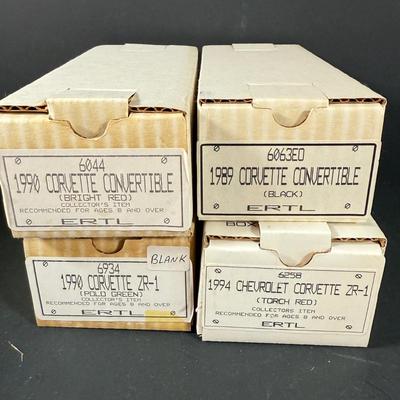 6044
1990 CORVETTE CONVERTIBLE
(BRIGHT RED)
COLLECTOR'S ITEM
RECOMMENDED FOR AGES 8 AND OVER
ERTL
6063EO
1989 CORVETTE CONVERTIBLE
(BLACK)
ERTL
6934
BLANK
1990 CORVETTE ZR-1
(POLO GREEN)
COLLECTOR'S ITEM
RECOMMENDED FOR AGES 8 AND OVER
ERTL
BOX
6258
1994 CHEVROLET CORVETTE ZR-1
(TORCH RED)
COLLECTORS ITEM
RECOMMENDED FOR AGES 8 AND OVER
ERTL